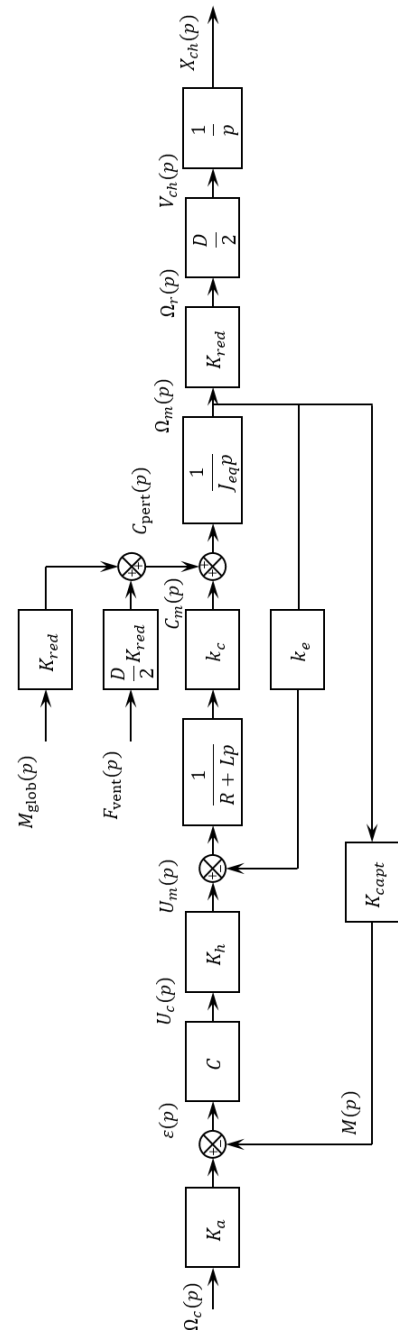 Ω_c(p)
K_a
+
−
ε(p)
C
U_c(p)
K_h
U_m(p)
+
−
1/(R + Lp)
k_c
C_m(p)
+
+
M_glob(p)
K_red
F_vent(p)
D/2 K_red
+
+
C_pert(p)
1/(J_eq p)
Ω_m(p)
K_red
Ω_r(p)
D/2
V_ch(p)
1/p
X_ch(p)
k_e
K_capt
M(p)